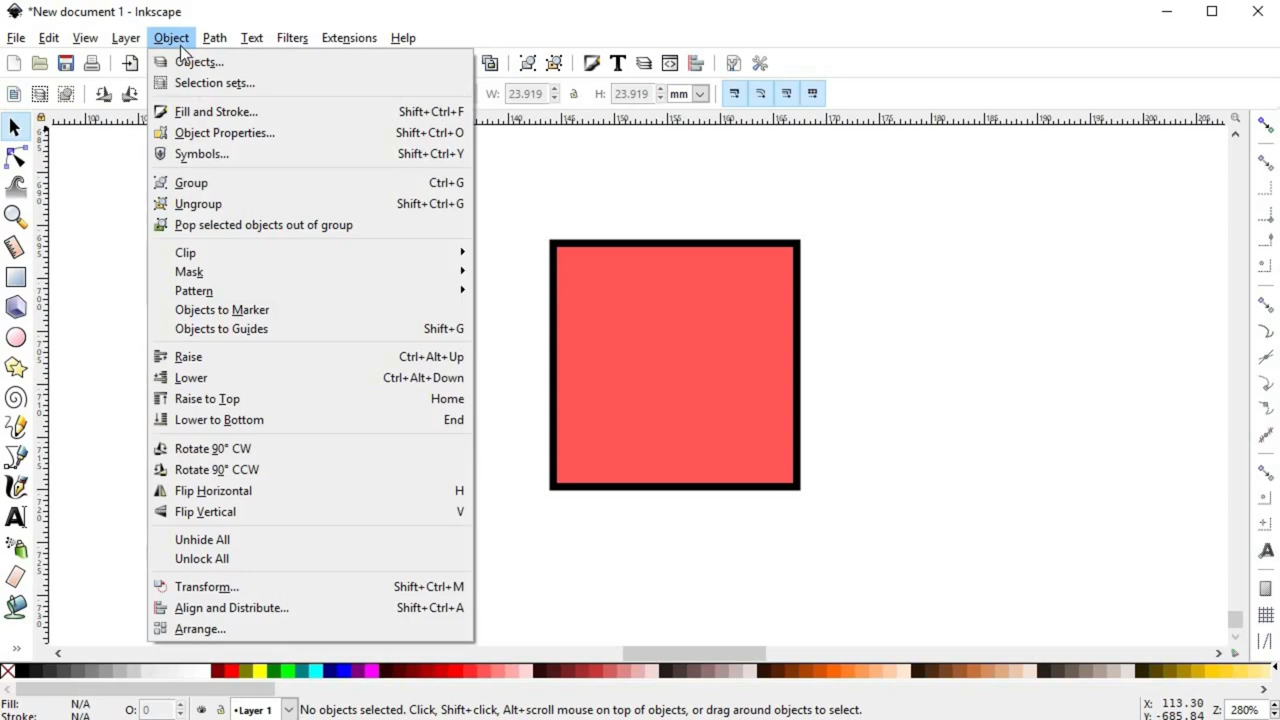 *New document 1 - Inkscape
File Edit View Layer Object Path Text Filters Extensions Help
Objects...
Selection sets...
W: 23.919 H: 23.919 mm
Fill and Stroke... Shift+Ctrl+F
Object Properties... Shift+Ctrl+O
Symbols... Shift+Ctrl+Y
Group Ctrl+G
Ungroup Shift+Ctrl+G
Pop selected objects out of group
Clip
Mask
Pattern
Objects to Marker
Objects to Guides Shift+G
Raise Ctrl+Alt+Up
Lower Ctrl+Alt+Down
Raise to Top Home
Lower to Bottom End
Rotate 90° CW
Rotate 90° CCW
Flip Horizontal H
Flip Vertical V
Unhide All
Unlock All
Transform... Shift+Ctrl+M
Align and Distribute... Shift+Ctrl+A
Arrange...
Fill: N/A O: 0 •Layer 1 No objects selected. Click, Shift+click, Alt+scroll mouse on top of objects, or drag around objects to select. X: 113.30 Z: 280%
Stroke: N/A Y: -685.84